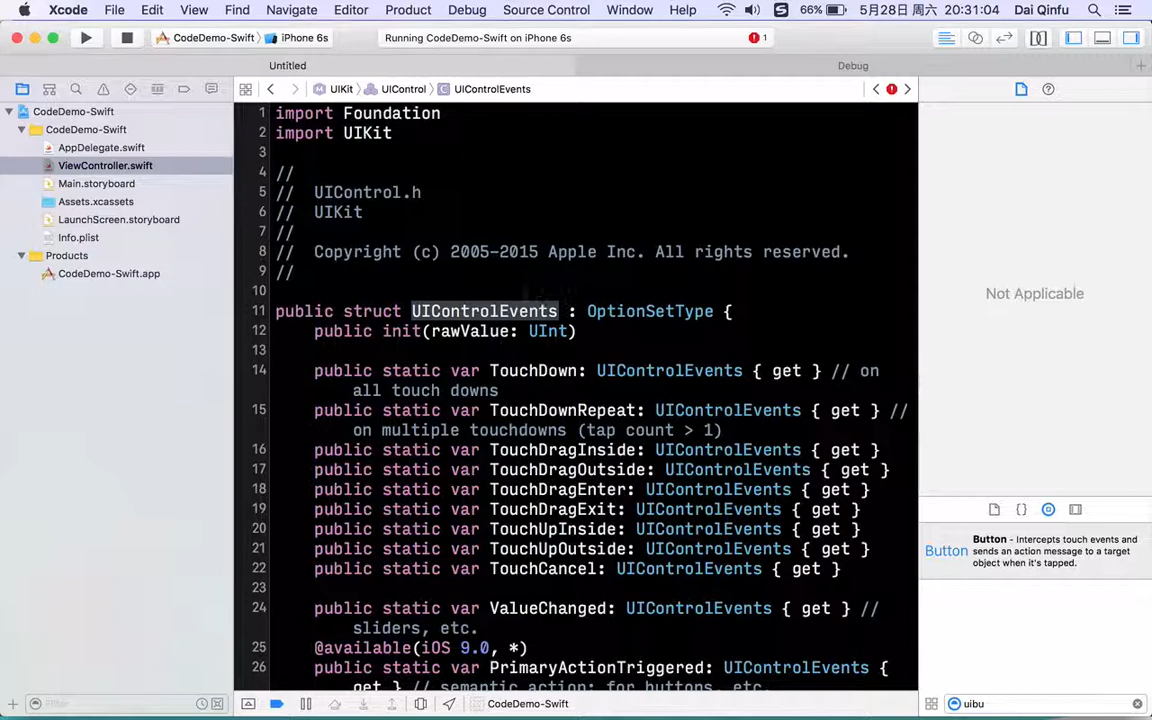 Xcode File Edit View Find Navigate Editor Product Debug Source Control Window Help 66% 5月28日 周六 20:31:04 Dai Qinfu
CodeDemo-Swift iPhone 6s Running CodeDemo-Swift on iPhone 6s 1
Untitled Debug
UIKit UIControl UIControlEvents
CodeDemo-Swift
CodeDemo-Swift
AppDelegate.swift
ViewController.swift
Main.storyboard
Assets.xcassets
LaunchScreen.storyboard
Info.plist
Products
CodeDemo-Swift.app
1 import Foundation
2 import UIKit
3
4 //
5 //  UIControl.h
6 //  UIKit
7 //
8 //  Copyright (c) 2005-2015 Apple Inc. All rights reserved.
9 //
10
11 public struct UIControlEvents : OptionSetType {
12     public init(rawValue: UInt)
13
14     public static var TouchDown: UIControlEvents { get } // on
all touch downs
15     public static var TouchDownRepeat: UIControlEvents { get } //
on multiple touchdowns (tap count > 1)
16     public static var TouchDragInside: UIControlEvents { get }
17     public static var TouchDragOutside: UIControlEvents { get }
18     public static var TouchDragEnter: UIControlEvents { get }
19     public static var TouchDragExit: UIControlEvents { get }
20     public static var TouchUpInside: UIControlEvents { get }
21     public static var TouchUpOutside: UIControlEvents { get }
22     public static var TouchCancel: UIControlEvents { get }
23
24     public static var ValueChanged: UIControlEvents { get } //
sliders, etc.
25     @available(iOS 9.0, *)
26     public static var PrimaryActionTriggered: UIControlEvents {
get } // semantic action: for buttons, etc.
Not Applicable
Button
Button - Intercepts touch events and
sends an action message to a target
object when it's tapped.
Filter
CodeDemo-Swift
uibu